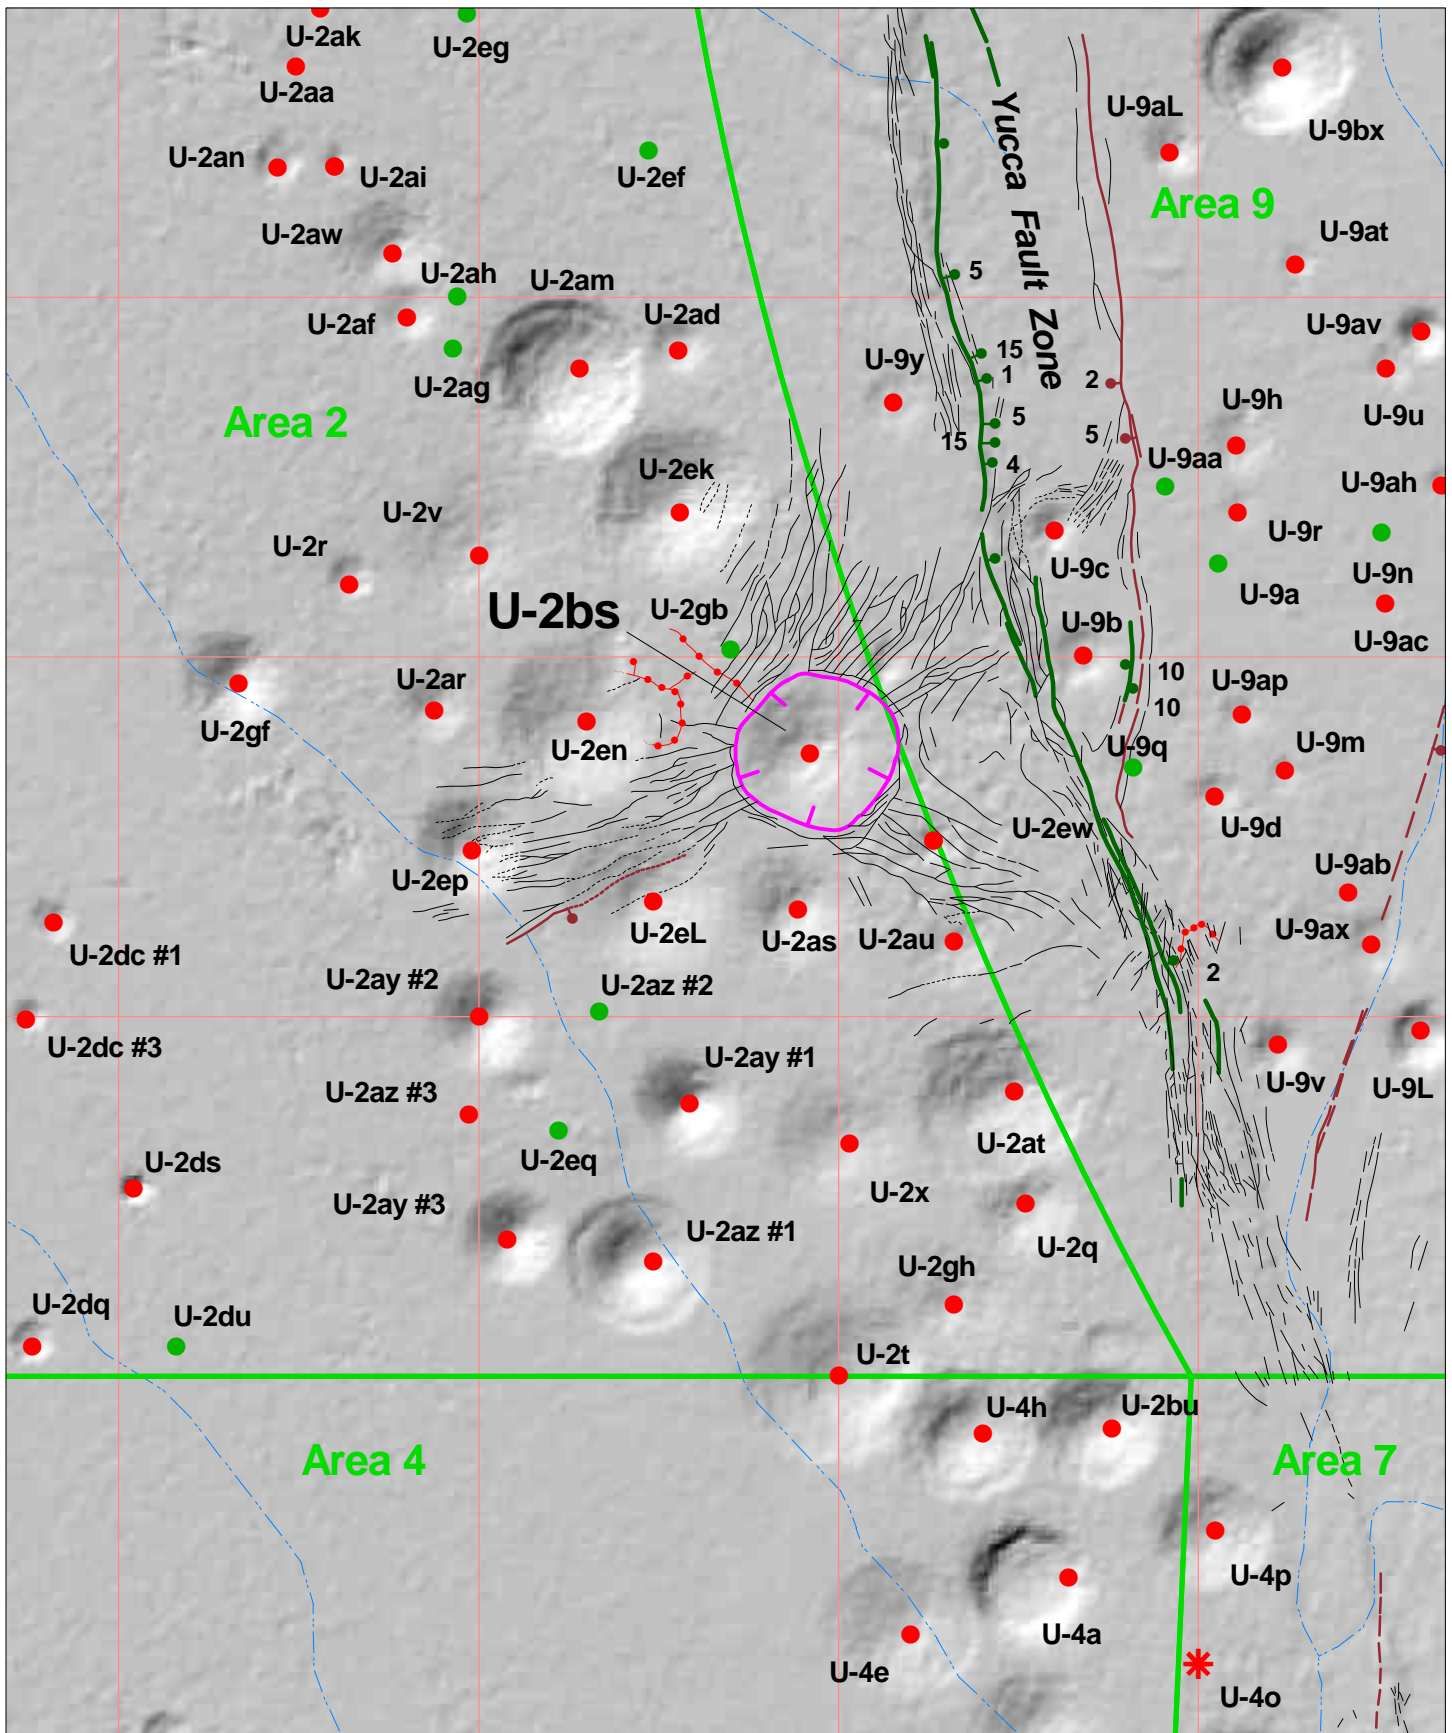 U-2ak
U-2eg
U-2aa
U-9aL
U-9bx
U-2an
U-2ai
U-2ef
Yucca Fault Zone
Area 9
U-2aw
U-9at
U-2ah
U-2am
5
U-2af
U-2ad
U-9av
U-2ag
U-9y
15
1
2
U-9h
U-9u
Area 2
5
15
5
4
U-9aa
U-2ek
U-9ah
U-2v
U-9r
U-2r
U-9c
U-9n
U-9a
U-2bs
U-2gb
U-9b
U-9ac
10
U-2ar
U-9ap
10
U-2gf
U-2en
U-9q
U-9m
U-2ew
U-9d
U-9ab
U-2ep
U-2eL
U-2as
U-2au
U-9ax
U-2dc #1
2
U-2ay #2
U-2az #2
U-2dc #3
U-2ay #1
U-9v
U-9L
U-2az #3
U-2at
U-2eq
U-2ds
U-2x
U-2ay #3
U-2az #1
U-2q
U-2gh
U-2dq
U-2du
U-2t
U-4h
U-2bu
Area 4
Area 7
U-4p
U-4a
U-4e
U-4o